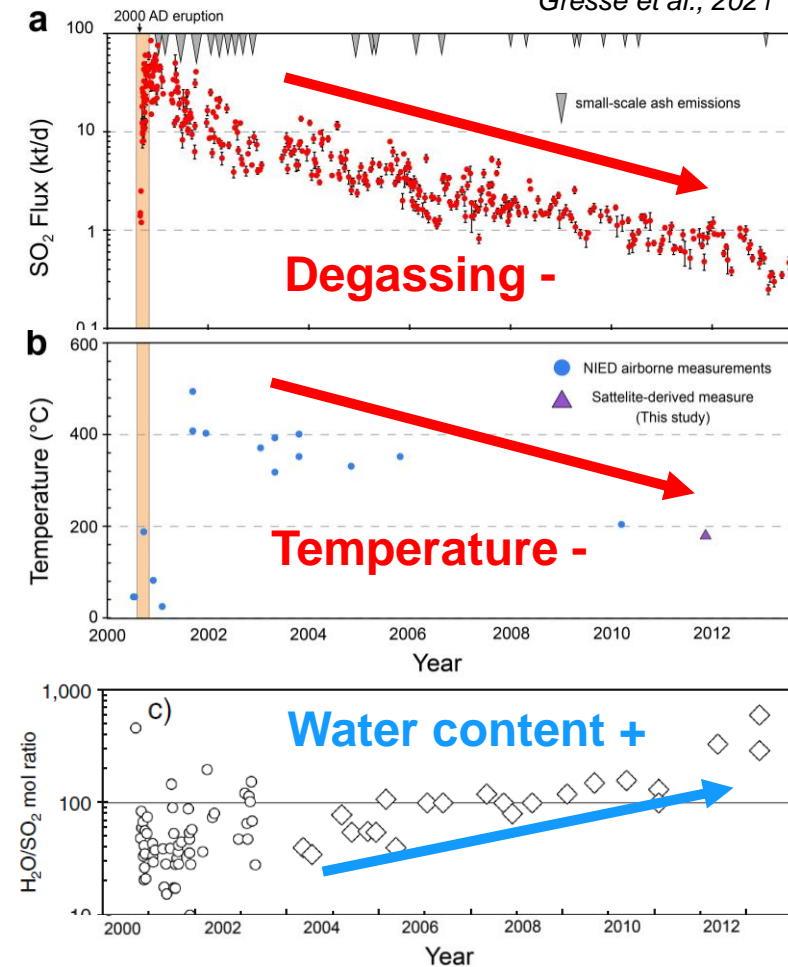 Gresse et al., 2021
2000 AD eruption
a
100
10
1
0.1
SO₂ Flux (kt/d)
small-scale ash emissions
Degassing -
b
600
400
200
0
Temperature (°C)
NIED airborne measurements
Sattelite-derived measure
(This study)
Temperature -
2000 2002 2004 2006 2008 2010 2012
Year
c)
1,000
100
10
H₂O/SO₂ mol ratio
Water content +
2000 2002 2004 2006 2008 2010 2012
Year